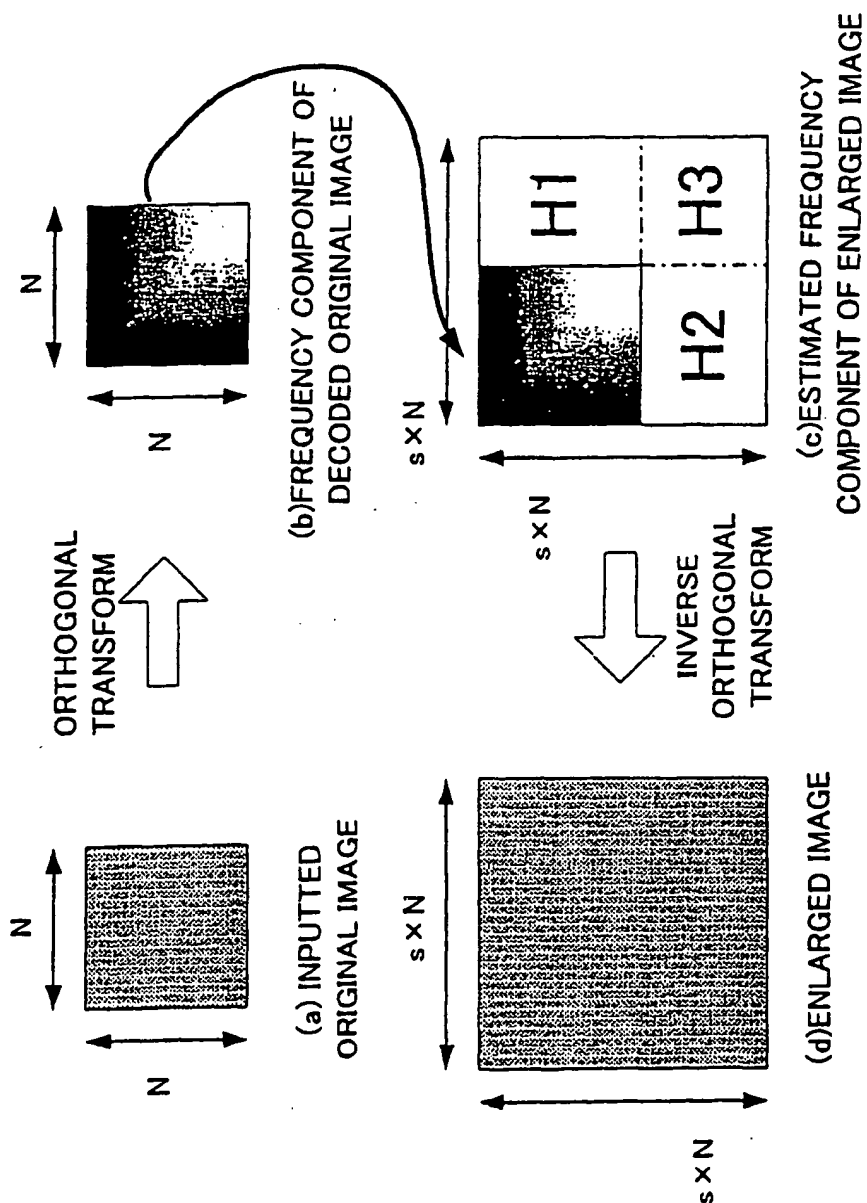 N
N
(a) INPUTTED
ORIGINAL IMAGE
ORTHOGONAL
TRANSFORM
N
N
(b)FREQUENCY COMPONENT OF
DECODED ORIGINAL IMAGE
s×N
s×N
H1
H2
H3
(c)ESTIMATED FREQUENCY
COMPONENT OF ENLARGED IMAGE
INVERSE
ORTHOGONAL
TRANSFORM
s×N
s×N
(d)ENLARGED IMAGE